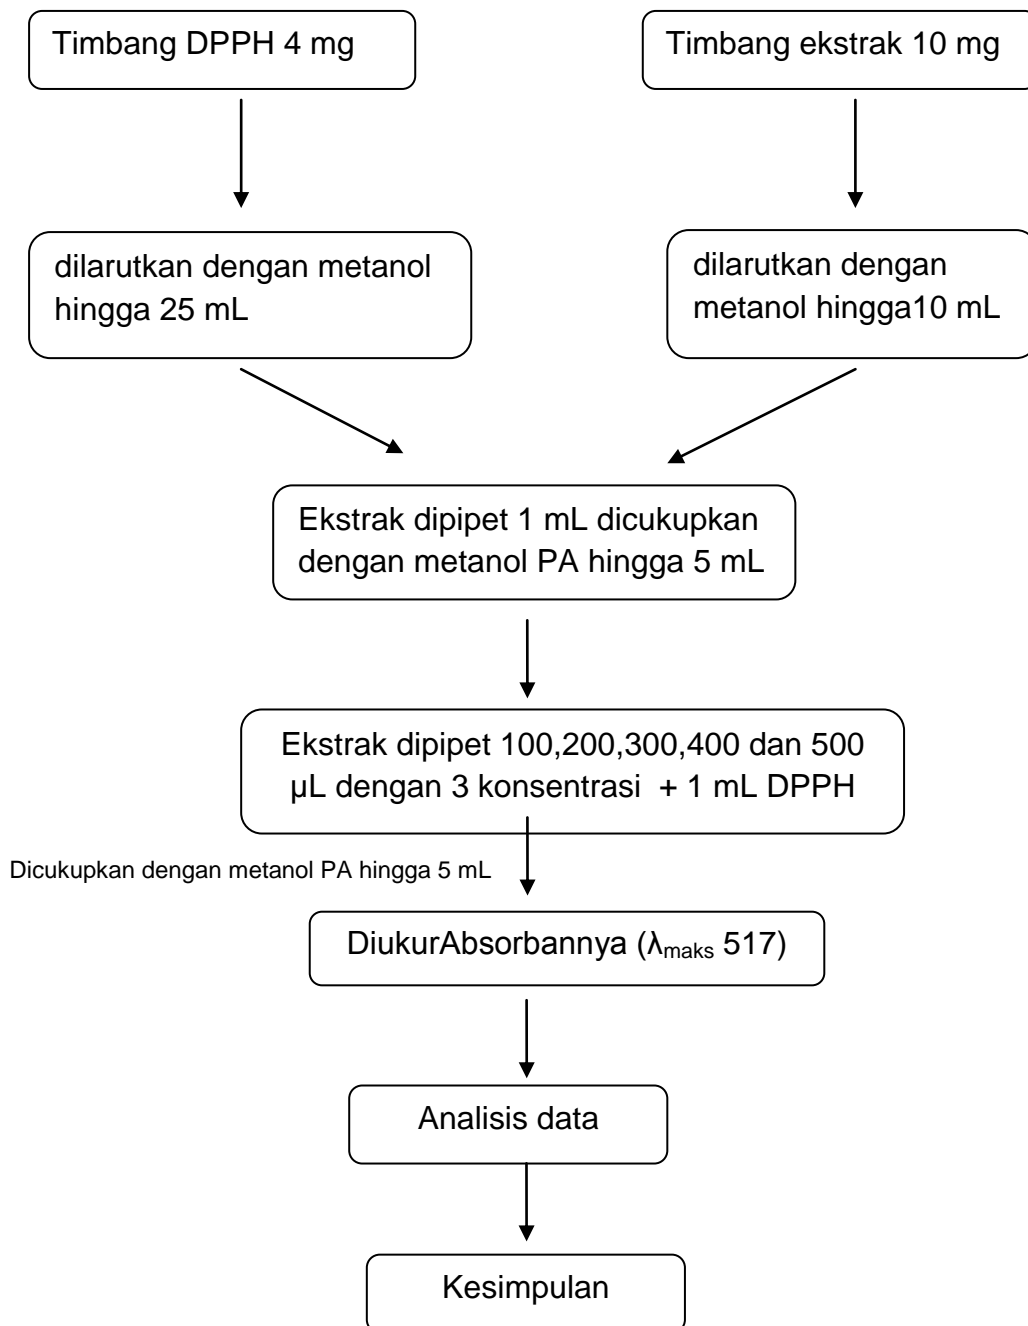 Timbang DPPH 4 mg
Timbang ekstrak 10 mg
dilarutkan dengan metanol
hingga 25 mL
dilarutkan dengan
metanol hingga10 mL
Ekstrak dipipet 1 mL dicukupkan
dengan metanol PA hingga 5 mL
Ekstrak dipipet 100,200,300,400 dan 500
µL dengan 3 konsentrasi + 1 mL DPPH
Dicukupkan dengan metanol PA hingga 5 mL
DiukurAbsorbannya (λmaks 517)
Analisis data
Kesimpulan